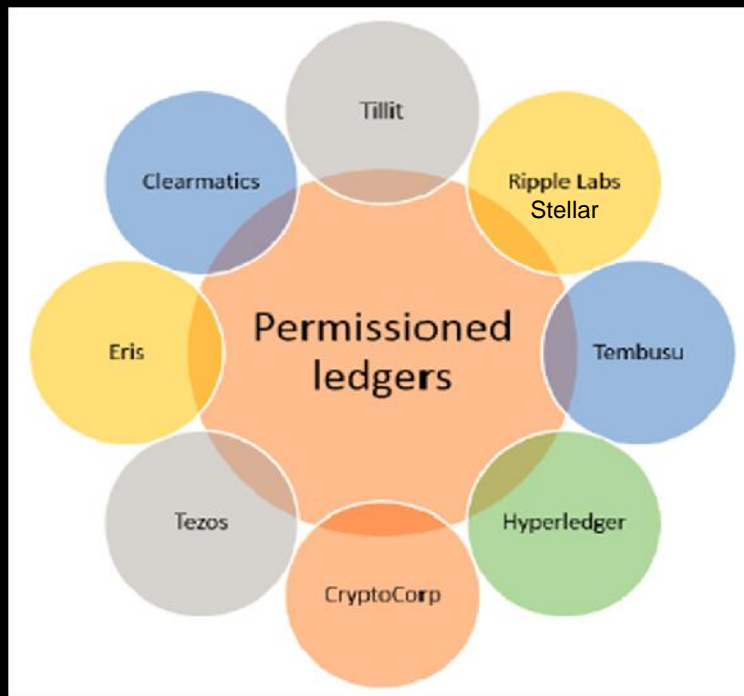 Tillit
Clearmatics
Ripple Labs
Stellar
Permissioned
ledgers
Eris
Tembusu
Tezos
Hyperledger
CryptoCorp